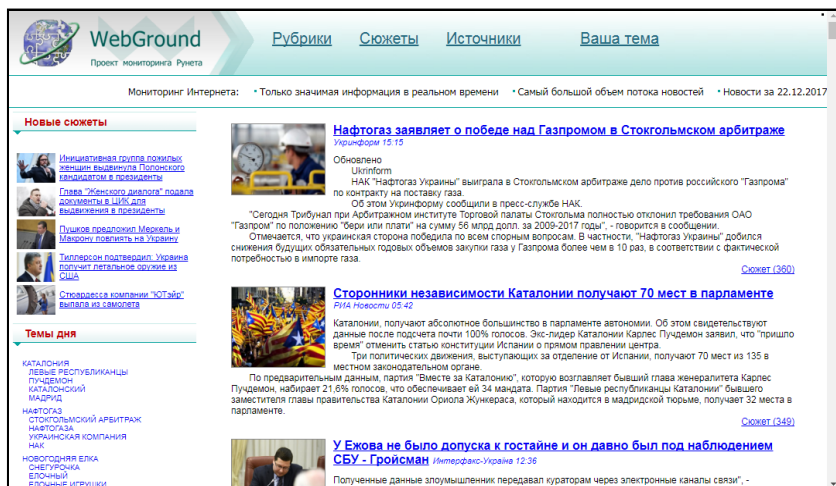 WebGround
Проект мониторинга Рунета
Рубрики Сюжеты Источники Ваша тема
Мониторинг Интернета: • Только значимая информация в реальном времени • Самый большой объем потока новостей • Новости за 22.12.2017
Новые сюжеты
Инициативная группа пожилых
женщин выдвинула Полонского
кандидатом в президенты
Глава "Женского диалога" подала
документы в ЦИК для
выдвижения в президенты
Пушков предложил Меркель и
Макрону повлиять на Украину
Тиллерсон подтвердил: Украина
получит летальное оружие из
США
Стюардесса компании "ЮТэйр"
выпала из самолета
Темы дня
КАТАЛОНИЯ
ЛЕВЫЕ РЕСПУБЛИКАНЦЫ
ПУЧДЕМОН
КАТАЛОНСКИЙ
МАДРИД
НАФТОГАЗ
СТОКГОЛЬМСКИЙ АРБИТРАЖ
НАФТОГАЗА
УКРАИНСКАЯ КОМПАНИЯ
НАК
НОВОГОДНЯЯ ЕЛКА
СНЕГУРОЧКА
ЕЛОЧНЫЙ
ЕЛОЧНЫЕ ИГРУШКИ
Нафтогаз заявляет о победе над Газпромом в Стокгольмском арбитраже
Укринформ 15:15
Обновлено
Ukrinform
НАК "Нафтогаз Украины" выиграла в Стокгольмском арбитраже дело против российского "Газпрома"
по контракту на поставку газа.
Об этом Укринформу сообщили в пресс-службе НАК.
"Сегодня Трибунал при Арбитражном институте Торговой палаты Стокгольма полностью отклонил требования ОАО
"Газпром" по положению "бери или плати" на сумму 56 млрд долл. за 2009-2017 годы", - говорится в сообщении.
Отмечается, что украинская сторона победила по всем спорным вопросам. В частности, "Нафтогаз Украины" добился
снижения будущих обязательных годовых объемов закупки газа у Газпрома более чем в 10 раз, в соответствии с фактической
потребностью в импорте газа.
Сюжет (360)
Сторонники независимости Каталонии получают 70 мест в парламенте
РИА Новости 05:42
Каталонии, получают абсолютное большинство в парламенте автономии. Об этом свидетельствуют
данные после подсчета почти 100% голосов. Экс-лидер Каталонии Карлес Пучдемон заявил, что "пришло
время" отменить статью конституции Испании о прямом правлении центра.
Три политических движения, выступающих за отделение от Испании, получают 70 мест из 135 в
местном законодательном органе.
По предварительным данным, партия "Вместе за Каталонию", которую возглавляет бывший глава женералитета Карлес
Пучдемон, набирает 21,6% голосов, что обеспечивает ей 34 мандата. Партия "Левые республиканцы Каталонии" бывшего
заместителя главы правительства Каталонии Ориола Жункераса, который находится в мадридской тюрьме, получает 32 места в
парламенте.
Сюжет (349)
У Ежова не было допуска к гостайне и он давно был под наблюдением
СБУ - Гройсман Интерфакс-Україна 12:36
Полученные данные злоумышленник передавал кураторам через электронные каналы связи", -